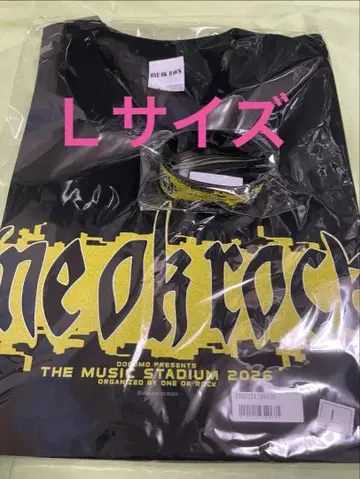 ONE OK ROCK
Lサイズ
one ok rock
DOCOMO PRESENTS
THE MUSIC STADIUM 2026
ORGANIZED BY ONE OK ROCK
L